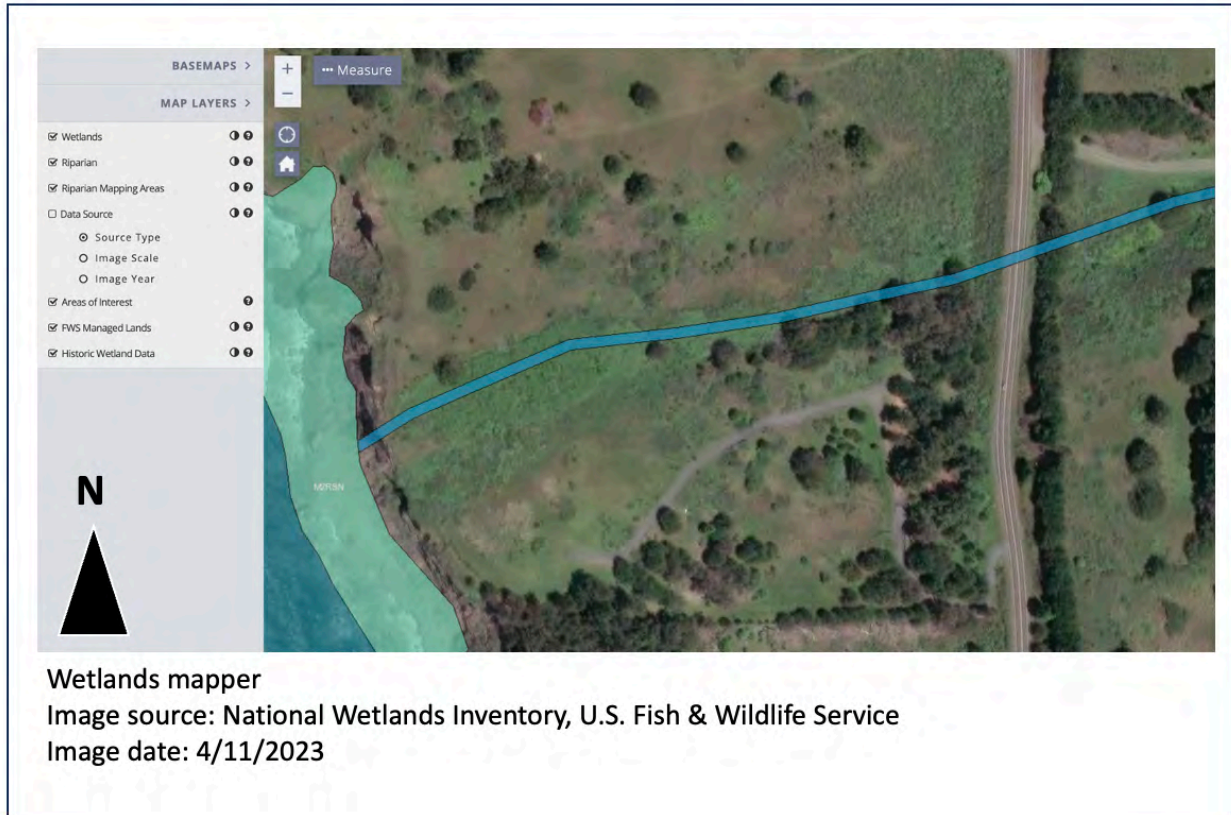 BASEMAPS >
MAP LAYERS >
Wetlands
Riparian
Riparian Mapping Areas
Data Source
Source Type
Image Scale
Image Year
Areas of Interest
FWS Managed Lands
Historic Wetland Data
+
−
••• Measure
N
Wetlands mapper
Image source: National Wetlands Inventory, U.S. Fish & Wildlife Service
Image date: 4/11/2023